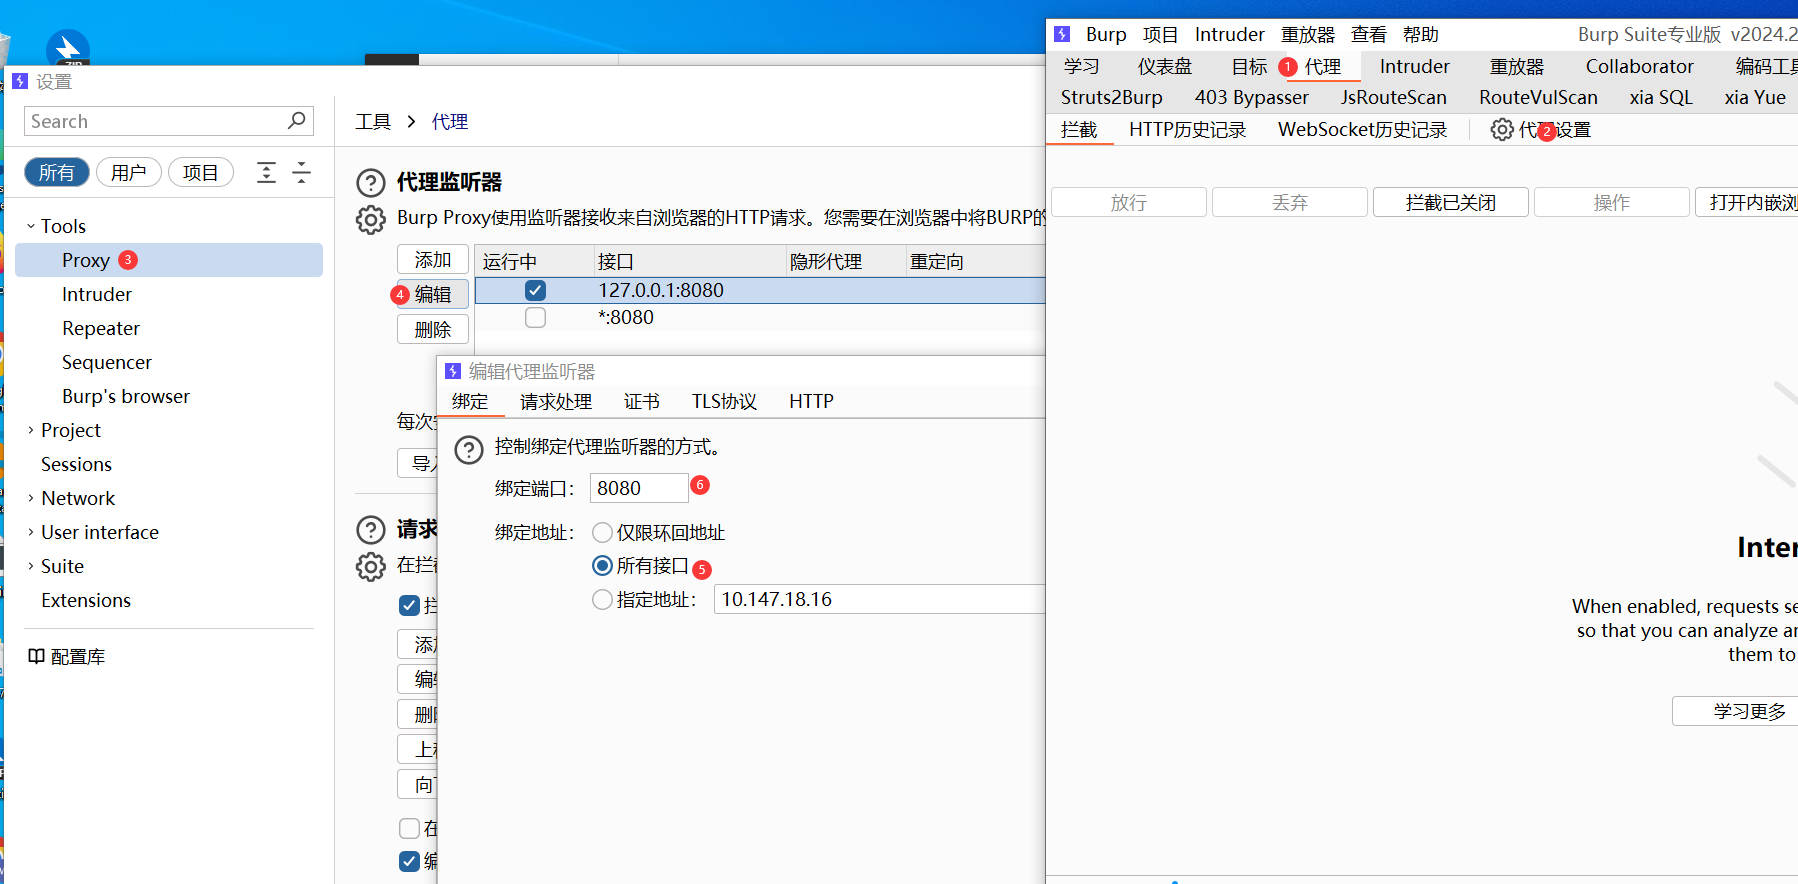 ZIP
设置
Search
所有 用户 项目
Tools
Proxy 3
Intruder
Repeater
Sequencer
Burp's browser
Project
Sessions
Network
User interface
Suite
Extensions
配置库
工具 > 代理
代理监听器
Burp Proxy使用监听器接收来自浏览器的HTTP请求。您需要在浏览器中将BURP的
添加
4 编辑
删除
运行中 接口 隐形代理 重定向
127.0.0.1:8080
*:8080
每次
导入
请求
在拦截
添加
编辑
删除
向
在
编
编辑代理监听器
绑定 请求处理 证书 TLS协议 HTTP
控制绑定代理监听器的方式。
绑定端口： 8080 6
绑定地址： 仅限环回地址
所有接口 5
指定地址： 10.147.18.16
Burp 项目 Intruder 重放器 查看 帮助 Burp Suite专业版 v2024.2
学习 仪表盘 目标 1 代理 Intruder 重放器 Collaborator 编码工具
Struts2Burp 403 Bypasser JsRouteScan RouteVulScan xia SQL xia Yue
拦截 HTTP历史记录 WebSocket历史记录 代理2设置
放行 丢弃 拦截已关闭 操作 打开内嵌浏
Inter
When enabled, requests se
so that you can analyze an
them to
学习更多